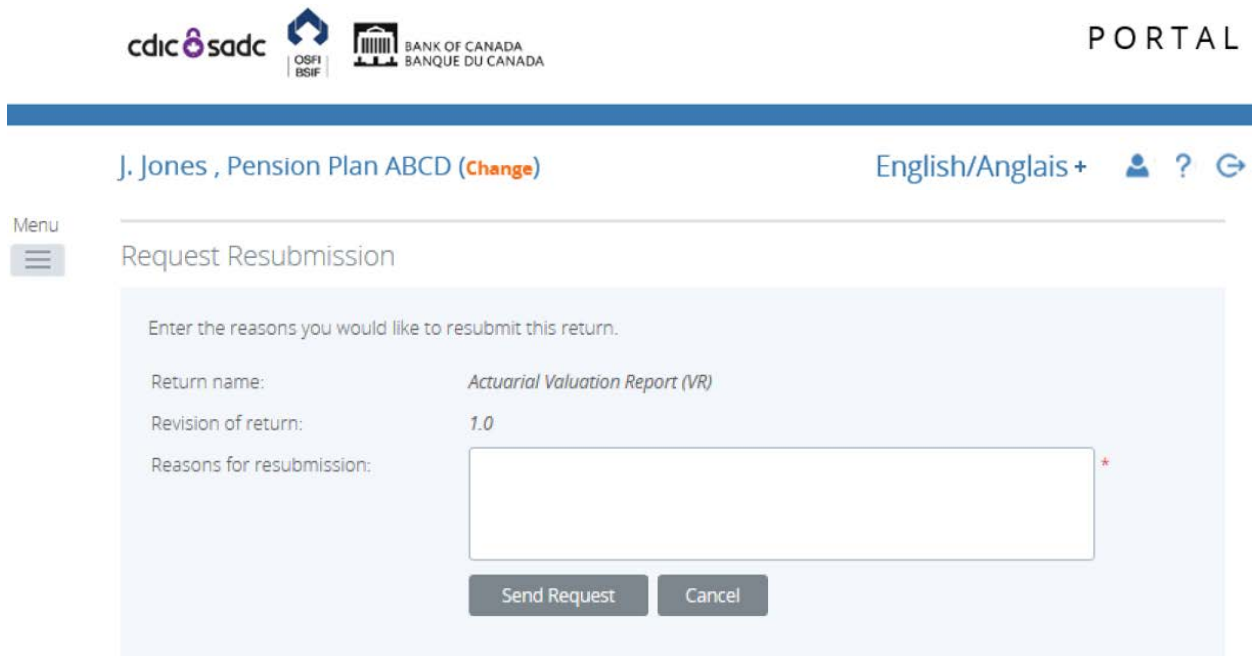 cdic sadc
OSFI
BSIF
BANK OF CANADA
BANQUE DU CANADA
PORTAL
J. Jones , Pension Plan ABCD (Change)
English/Anglais +
?
Menu
Request Resubmission
Enter the reasons you would like to resubmit this return.
Return name: Actuarial Valuation Report (VR)
Revision of return: 1.0
Reasons for resubmission: *
Send Request Cancel